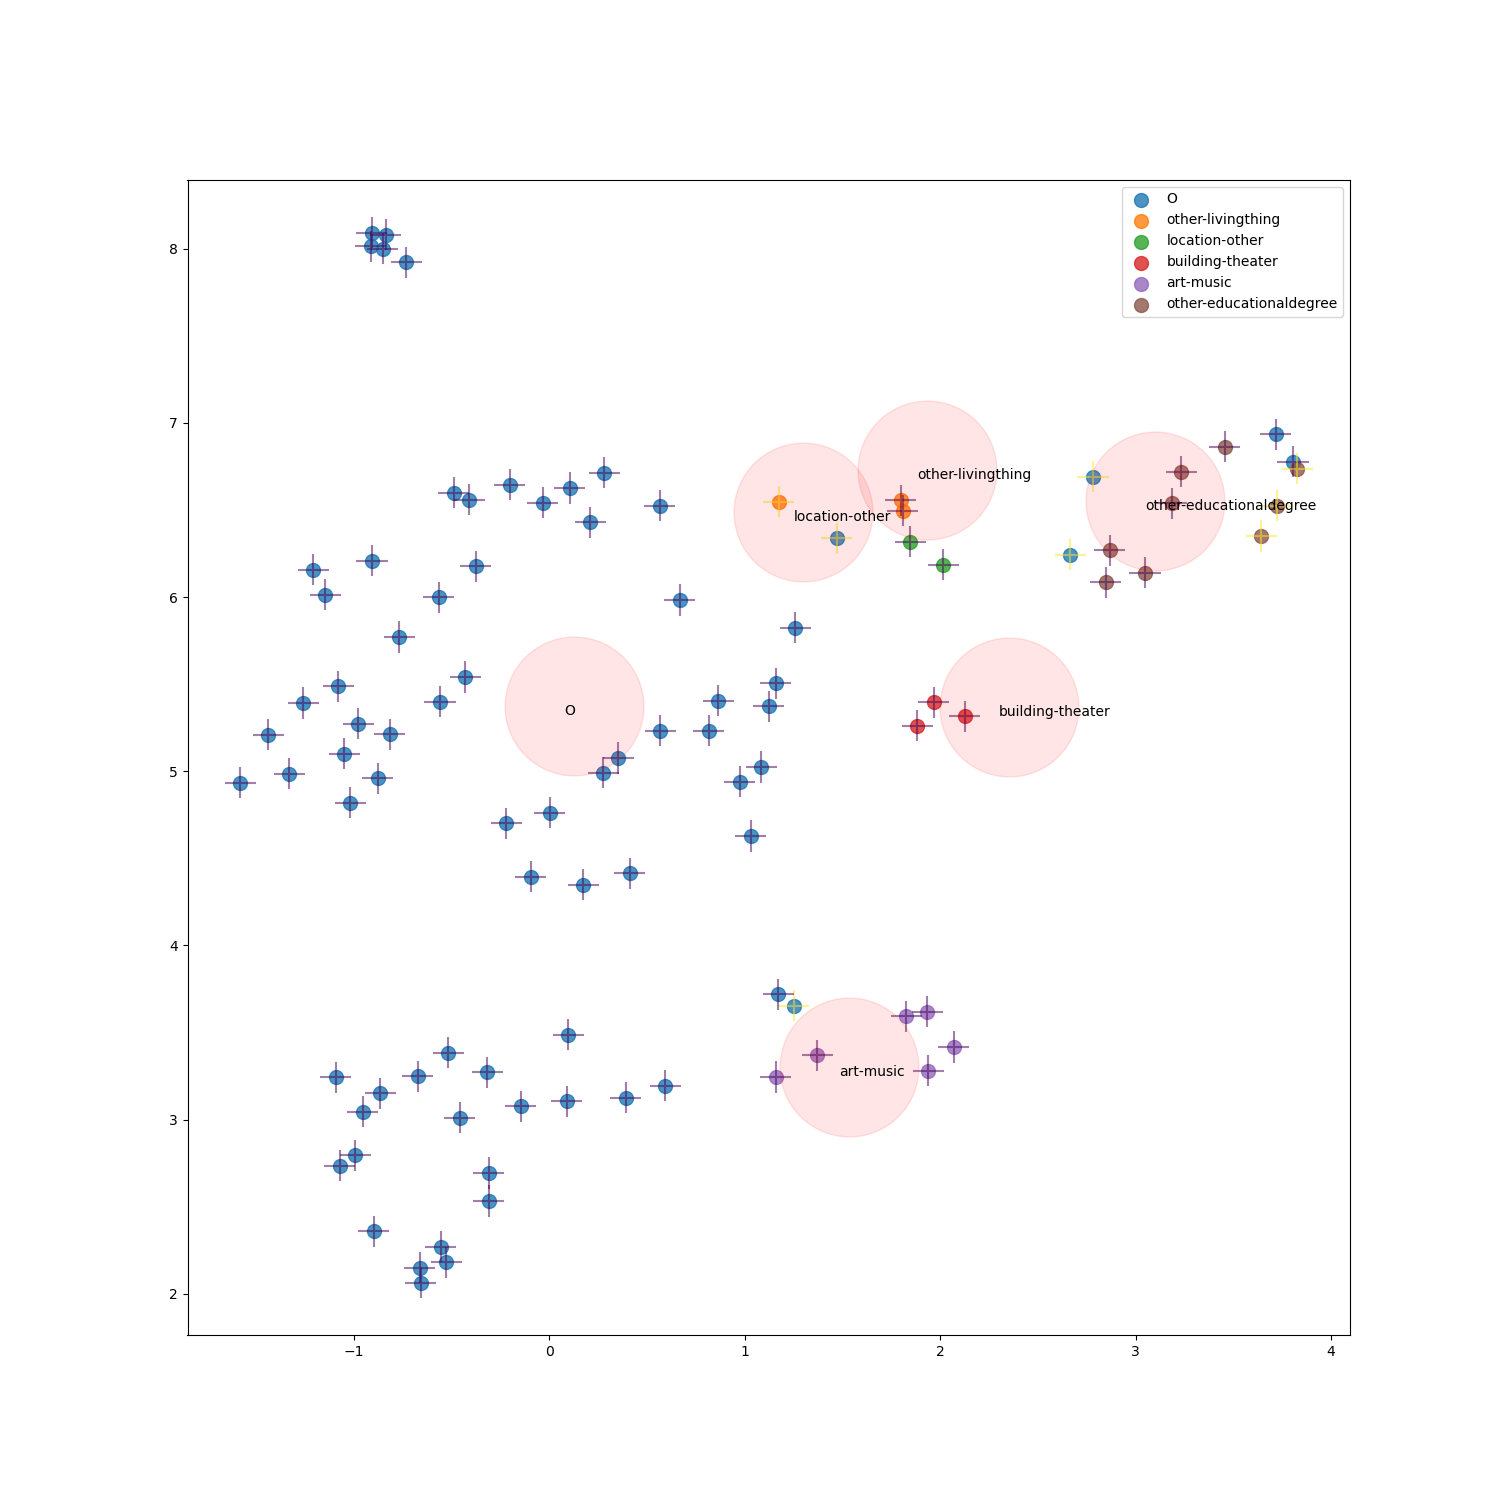 O
other-livingthing
location-other
building-theater
art-music
other-educationaldegree
8
7
6
5
4
3
2
other-livingthing
location-other
other-educationaldegree
O
building-theater
art-music
−1 0 1 2 3 4